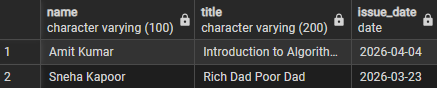 name title issue_date
character varying (100) character varying (200) date
1 Amit Kumar Introduction to Algorith... 2026-04-04
2 Sneha Kapoor Rich Dad Poor Dad 2026-03-23